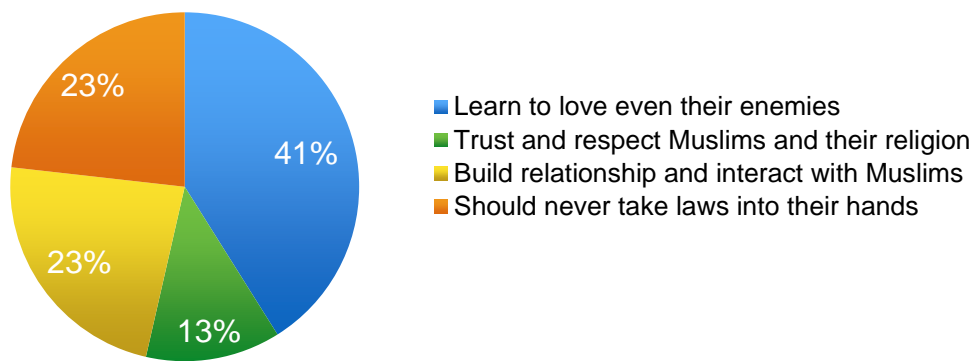 23%
41%
23%
13%
Learn to love even their enemies
Trust and respect Muslims and their religion
Build relationship and interact with Muslims
Should never take laws into their hands